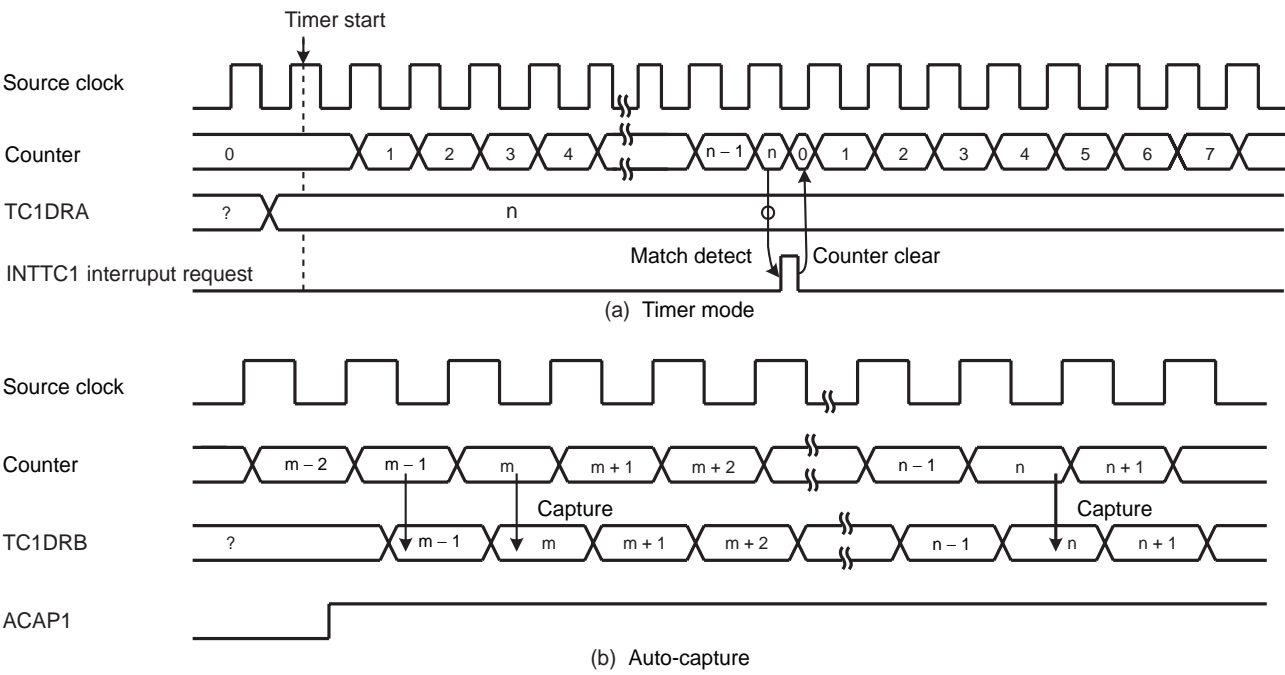 Timer start
Source clock
Counter 0 1 2 3 4 n – 1 n 0 1 2 3 4 5 6 7
TC1DRA ? n
Match detect Counter clear
INTTC1 interruput request
(a) Timer mode
Source clock
Counter m – 2 m – 1 m m + 1 m + 2 n – 1 n n + 1
Capture Capture
TC1DRB ? m – 1 m m + 1 m + 2 n – 1 n n + 1
ACAP1
(b) Auto-capture